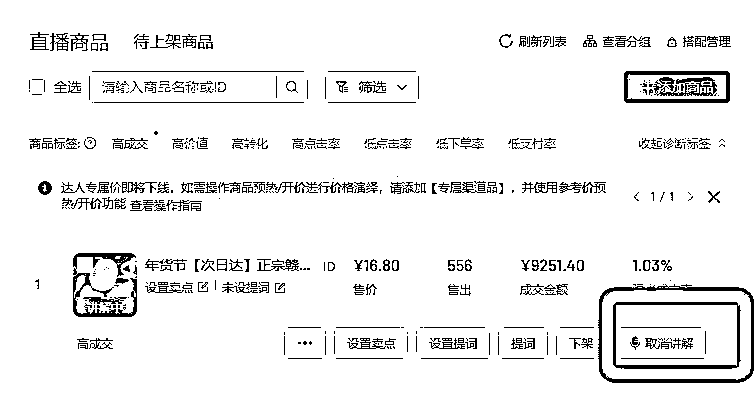 直播商品 待上架商品 刷新列表 查看分组 搭配管理
全选 请输入商品名称或ID 筛选 添加商品
商品标签: 高成交 高价值 高转化 高点击率 低点击率 低下单率 低支付率 收起诊断标签
达人专属价即将下线，如需操作商品预热/开价进行价格演绎，请添加【专属渠道品】，并使用参考价预
热/开价功能 查看操作指南 1 / 1
1 年货节【次日达】正宗赣... ID ¥16.80 556 ¥9251.40 1.03%
设置卖点 未设提词 售价 售出 成交金额
讲解中
高成交 ... 设置卖点 设置提词 提词 下架 取消讲解